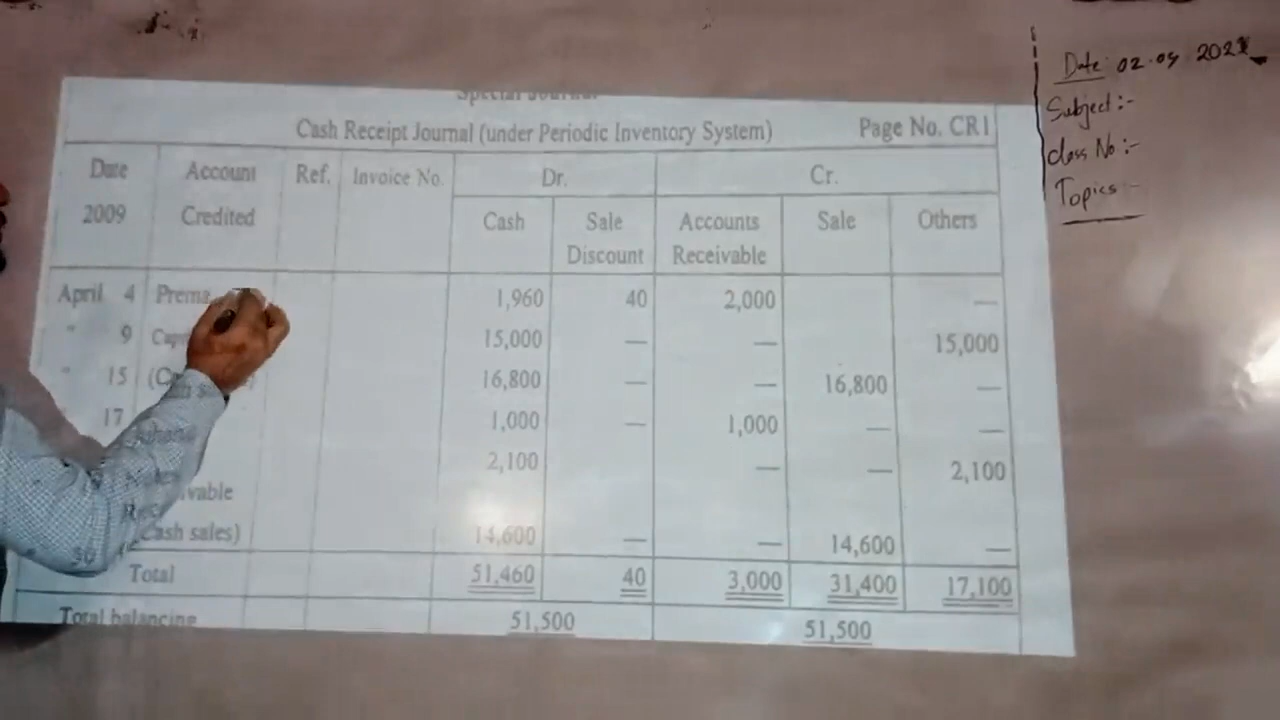 Special Journal
Cash Receipt Journal (under Periodic Inventory System) Page No. CR1
Date Account Ref. Invoice No. Dr. Cr.
2009 Credited Cash Sale Accounts Sale Others
Discount Receivable
April 4 Prema 1,960 40 2,000 —
" 9 15,000 — — 15,000
" 15 16,800 — — 16,800 —
17 1,000 — 1,000 — —
2,100 — — 2,100
(Cash sales) 14,600 — — 14,600 —
Total 51,460 40 3,000 31,400 17,100
Total balancing 51,500 51,500
Date 02.09
Subject :-
class No :-
Topics :-